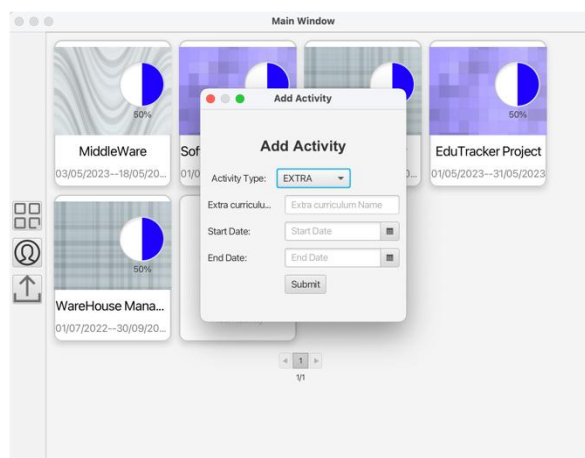 Main Window
50%
50%
MiddleWare
Sof
EduTracker Project
03/05/2023--18/05/20...
01/0
01/05/2023--31/05/2023
Add Activity
Add Activity
Activity Type:
EXTRA
Extra curriculu...
Extra curriculum Name
Start Date:
Start Date
End Date:
End Date
Submit
50%
WareHouse Mana...
01/07/2022--30/09/20...
1
1/1